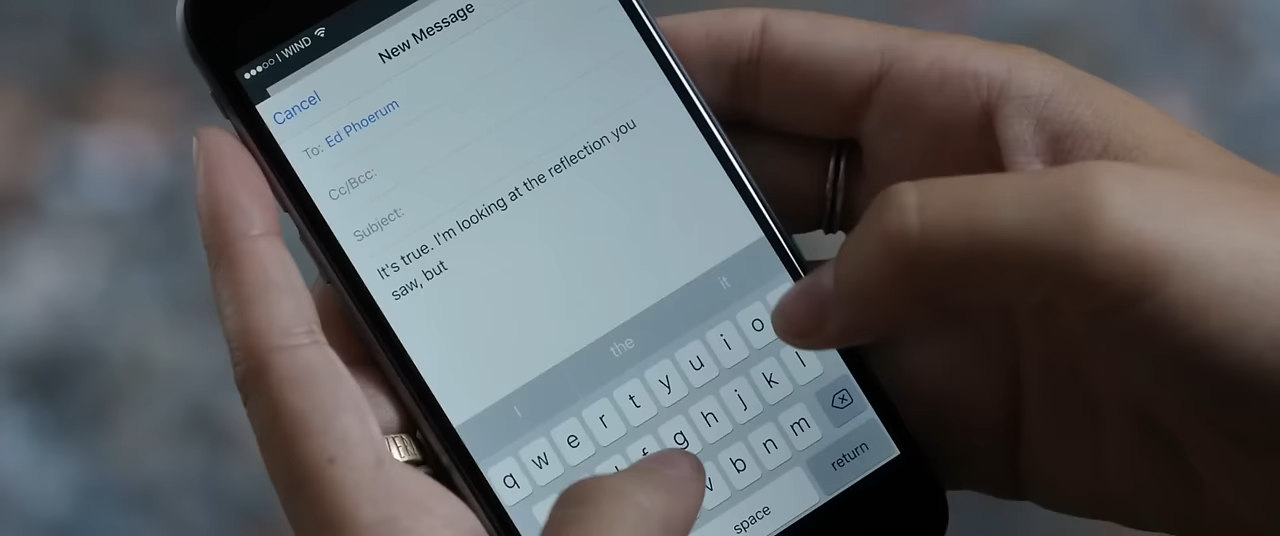 I WIND
New Message
Cancel
To: Ed Phoerum
Cc/Bcc:
Subject:
It's true. I'm looking at the reflection you
saw, but
I the it
q w e r t y u i o
f g h j k l
v b n m
space return